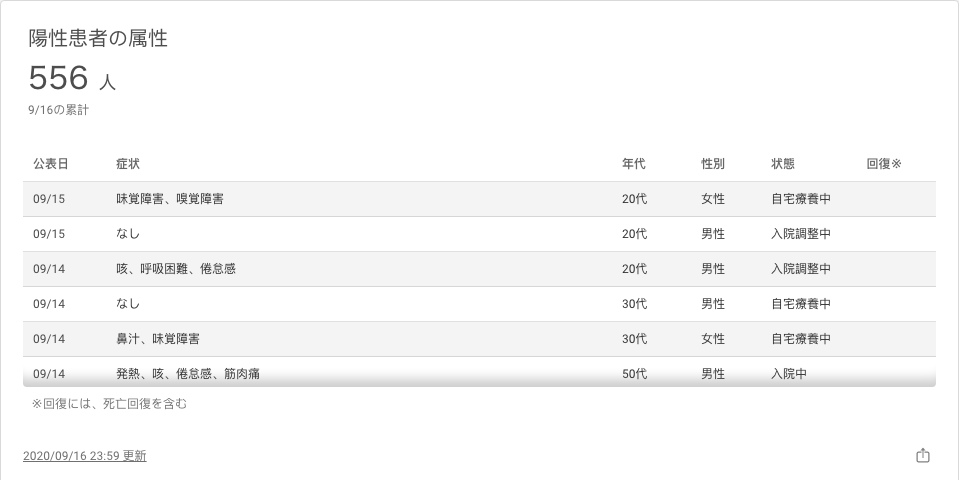 陽性患者の属性
556 人
9/16の累計
公表日 症状 年代 性別 状態 回復※
09/15 味覚障害、嗅覚障害 20代 女性 自宅療養中
09/15 なし 20代 男性 入院調整中
09/14 咳、呼吸困難、倦怠感 20代 男性 入院調整中
09/14 なし 30代 男性 自宅療養中
09/14 鼻汁、味覚障害 30代 女性 自宅療養中
09/14 発熱、咳、倦怠感、筋肉痛 50代 男性 入院中
※回復には、死亡回復を含む
2020/09/16 23:59 更新